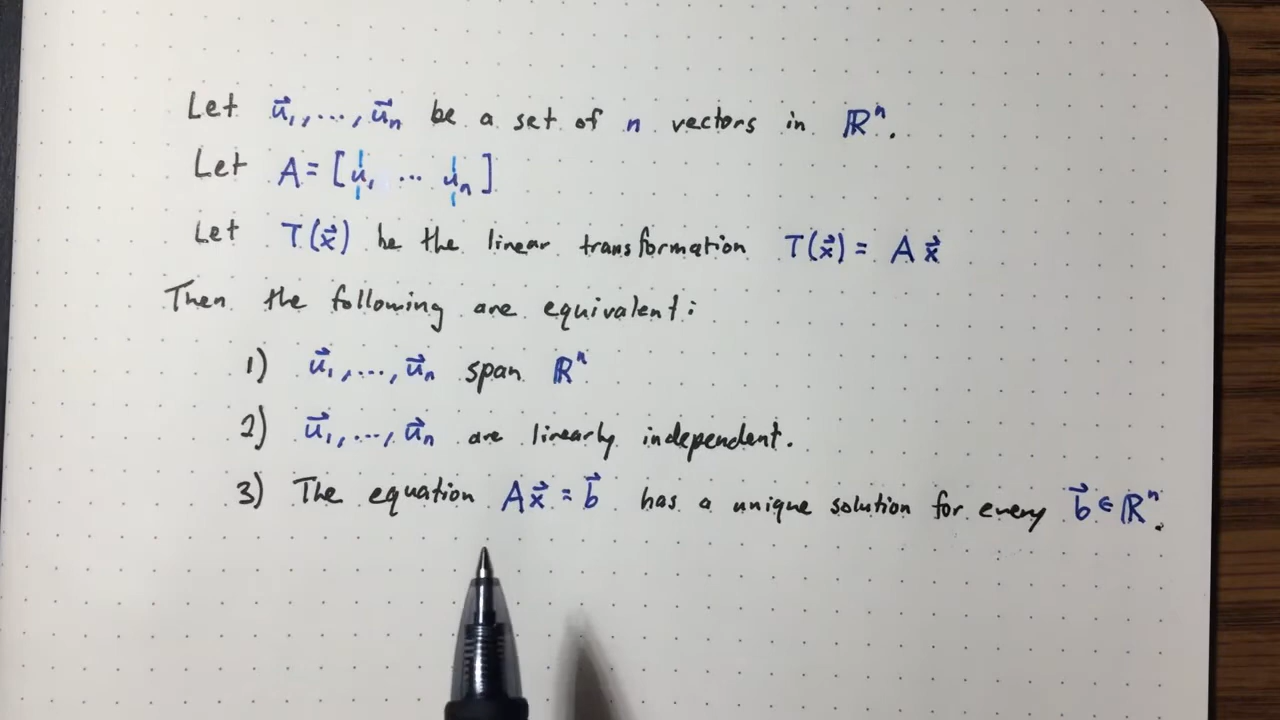 Let u⃗₁, ..., u⃗ₙ be a set of n vectors in ℝⁿ.
Let A = [u₁ ... uₙ]
Let T(x⃗) be the linear transformation T(x⃗) = A x⃗
Then the following are equivalent:
1) u⃗₁, ..., u⃗ₙ span ℝⁿ
2) u⃗₁, ..., u⃗ₙ are linearly independent.
3) The equation Ax⃗ = b⃗ has a unique solution for every b⃗ ∈ ℝⁿ.